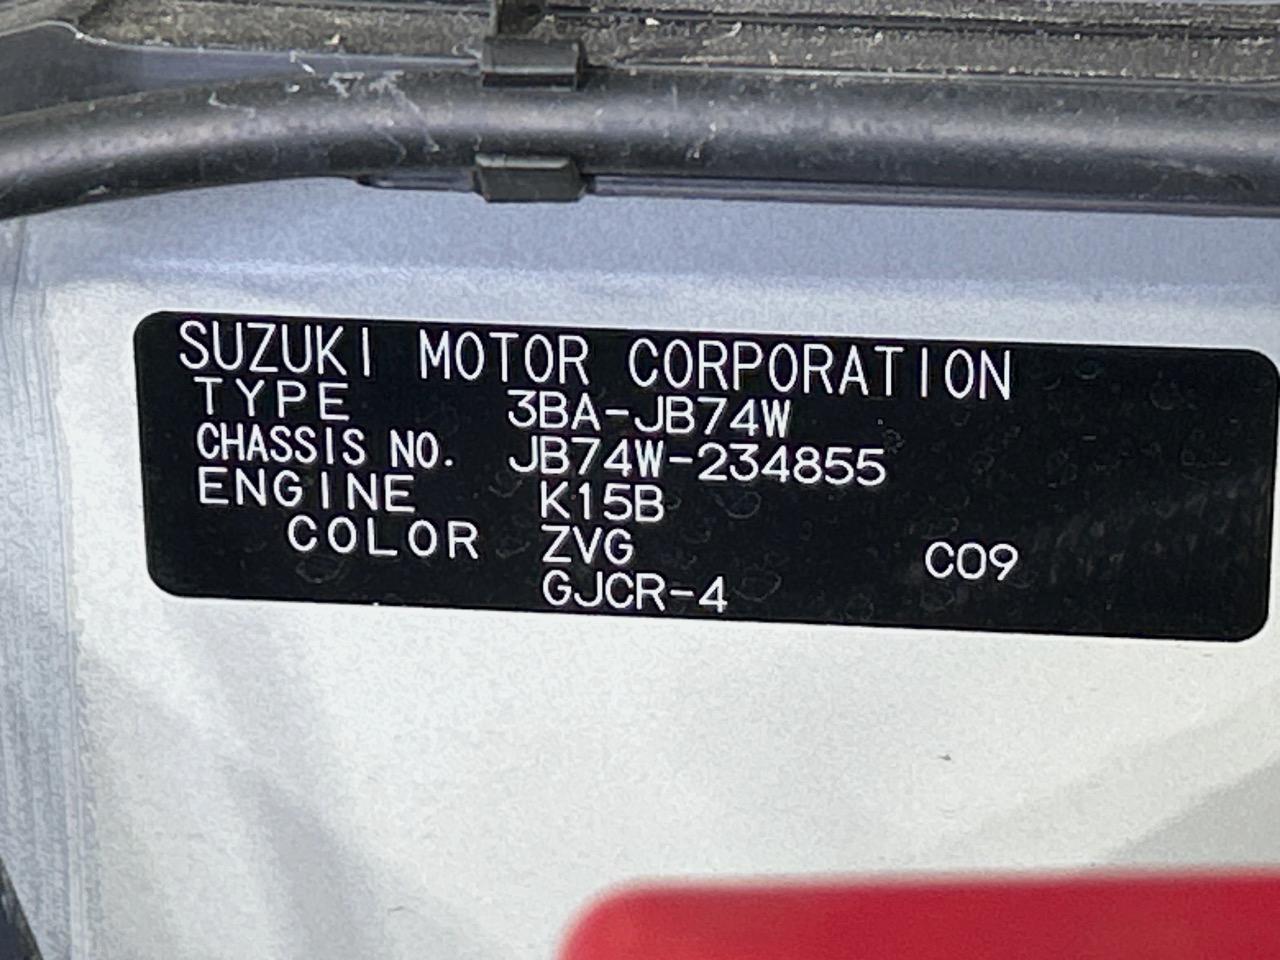 SUZUKI MOTOR CORPORATION
TYPE 3BA-JB74W
CHASSIS NO. JB74W-234855
ENGINE K15B
COLOR ZVG C09
GJCR-4